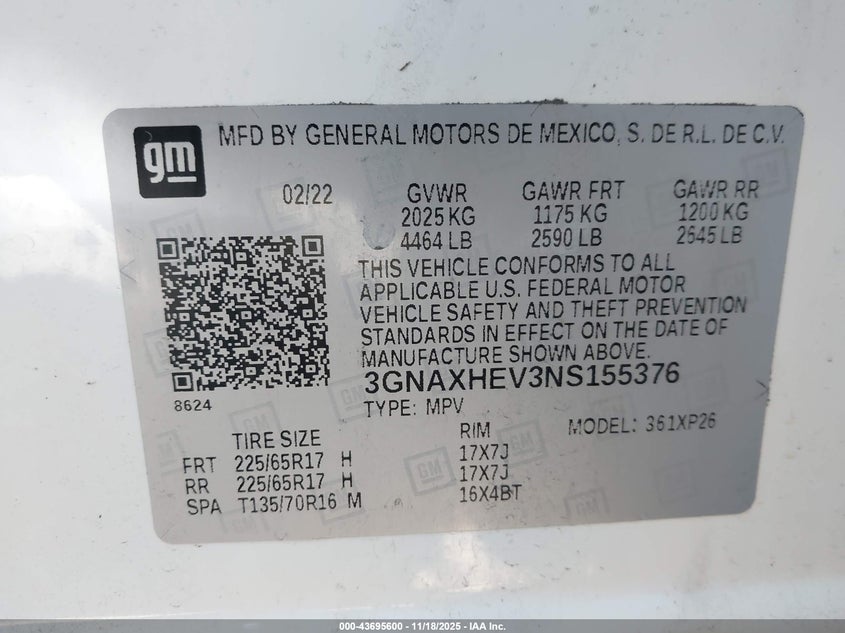 gm
MFD BY GENERAL MOTORS DE MEXICO, S. DE R.L. DE C.V.
02/22 GVWR GAWR FRT GAWR RR
2025 KG 1175 KG 1200 KG
4464 LB 2590 LB 2645 LB
THIS VEHICLE CONFORMS TO ALL
APPLICABLE U.S. FEDERAL MOTOR
VEHICLE SAFETY AND THEFT PREVENTION
STANDARDS IN EFFECT ON THE DATE OF
MANUFACTURE SHOWN ABOVE.
3GNAXHEV3NS155376
8624
TYPE: MPV MODEL: 361XP26
TIRE SIZE RIM
FRT 225/65R17 H 17X7J
RR 225/65R17 H 17X7J
SPA T135/70R16 M 16X4BT
000-43695600 - 11/18/2025 - IAA Inc.